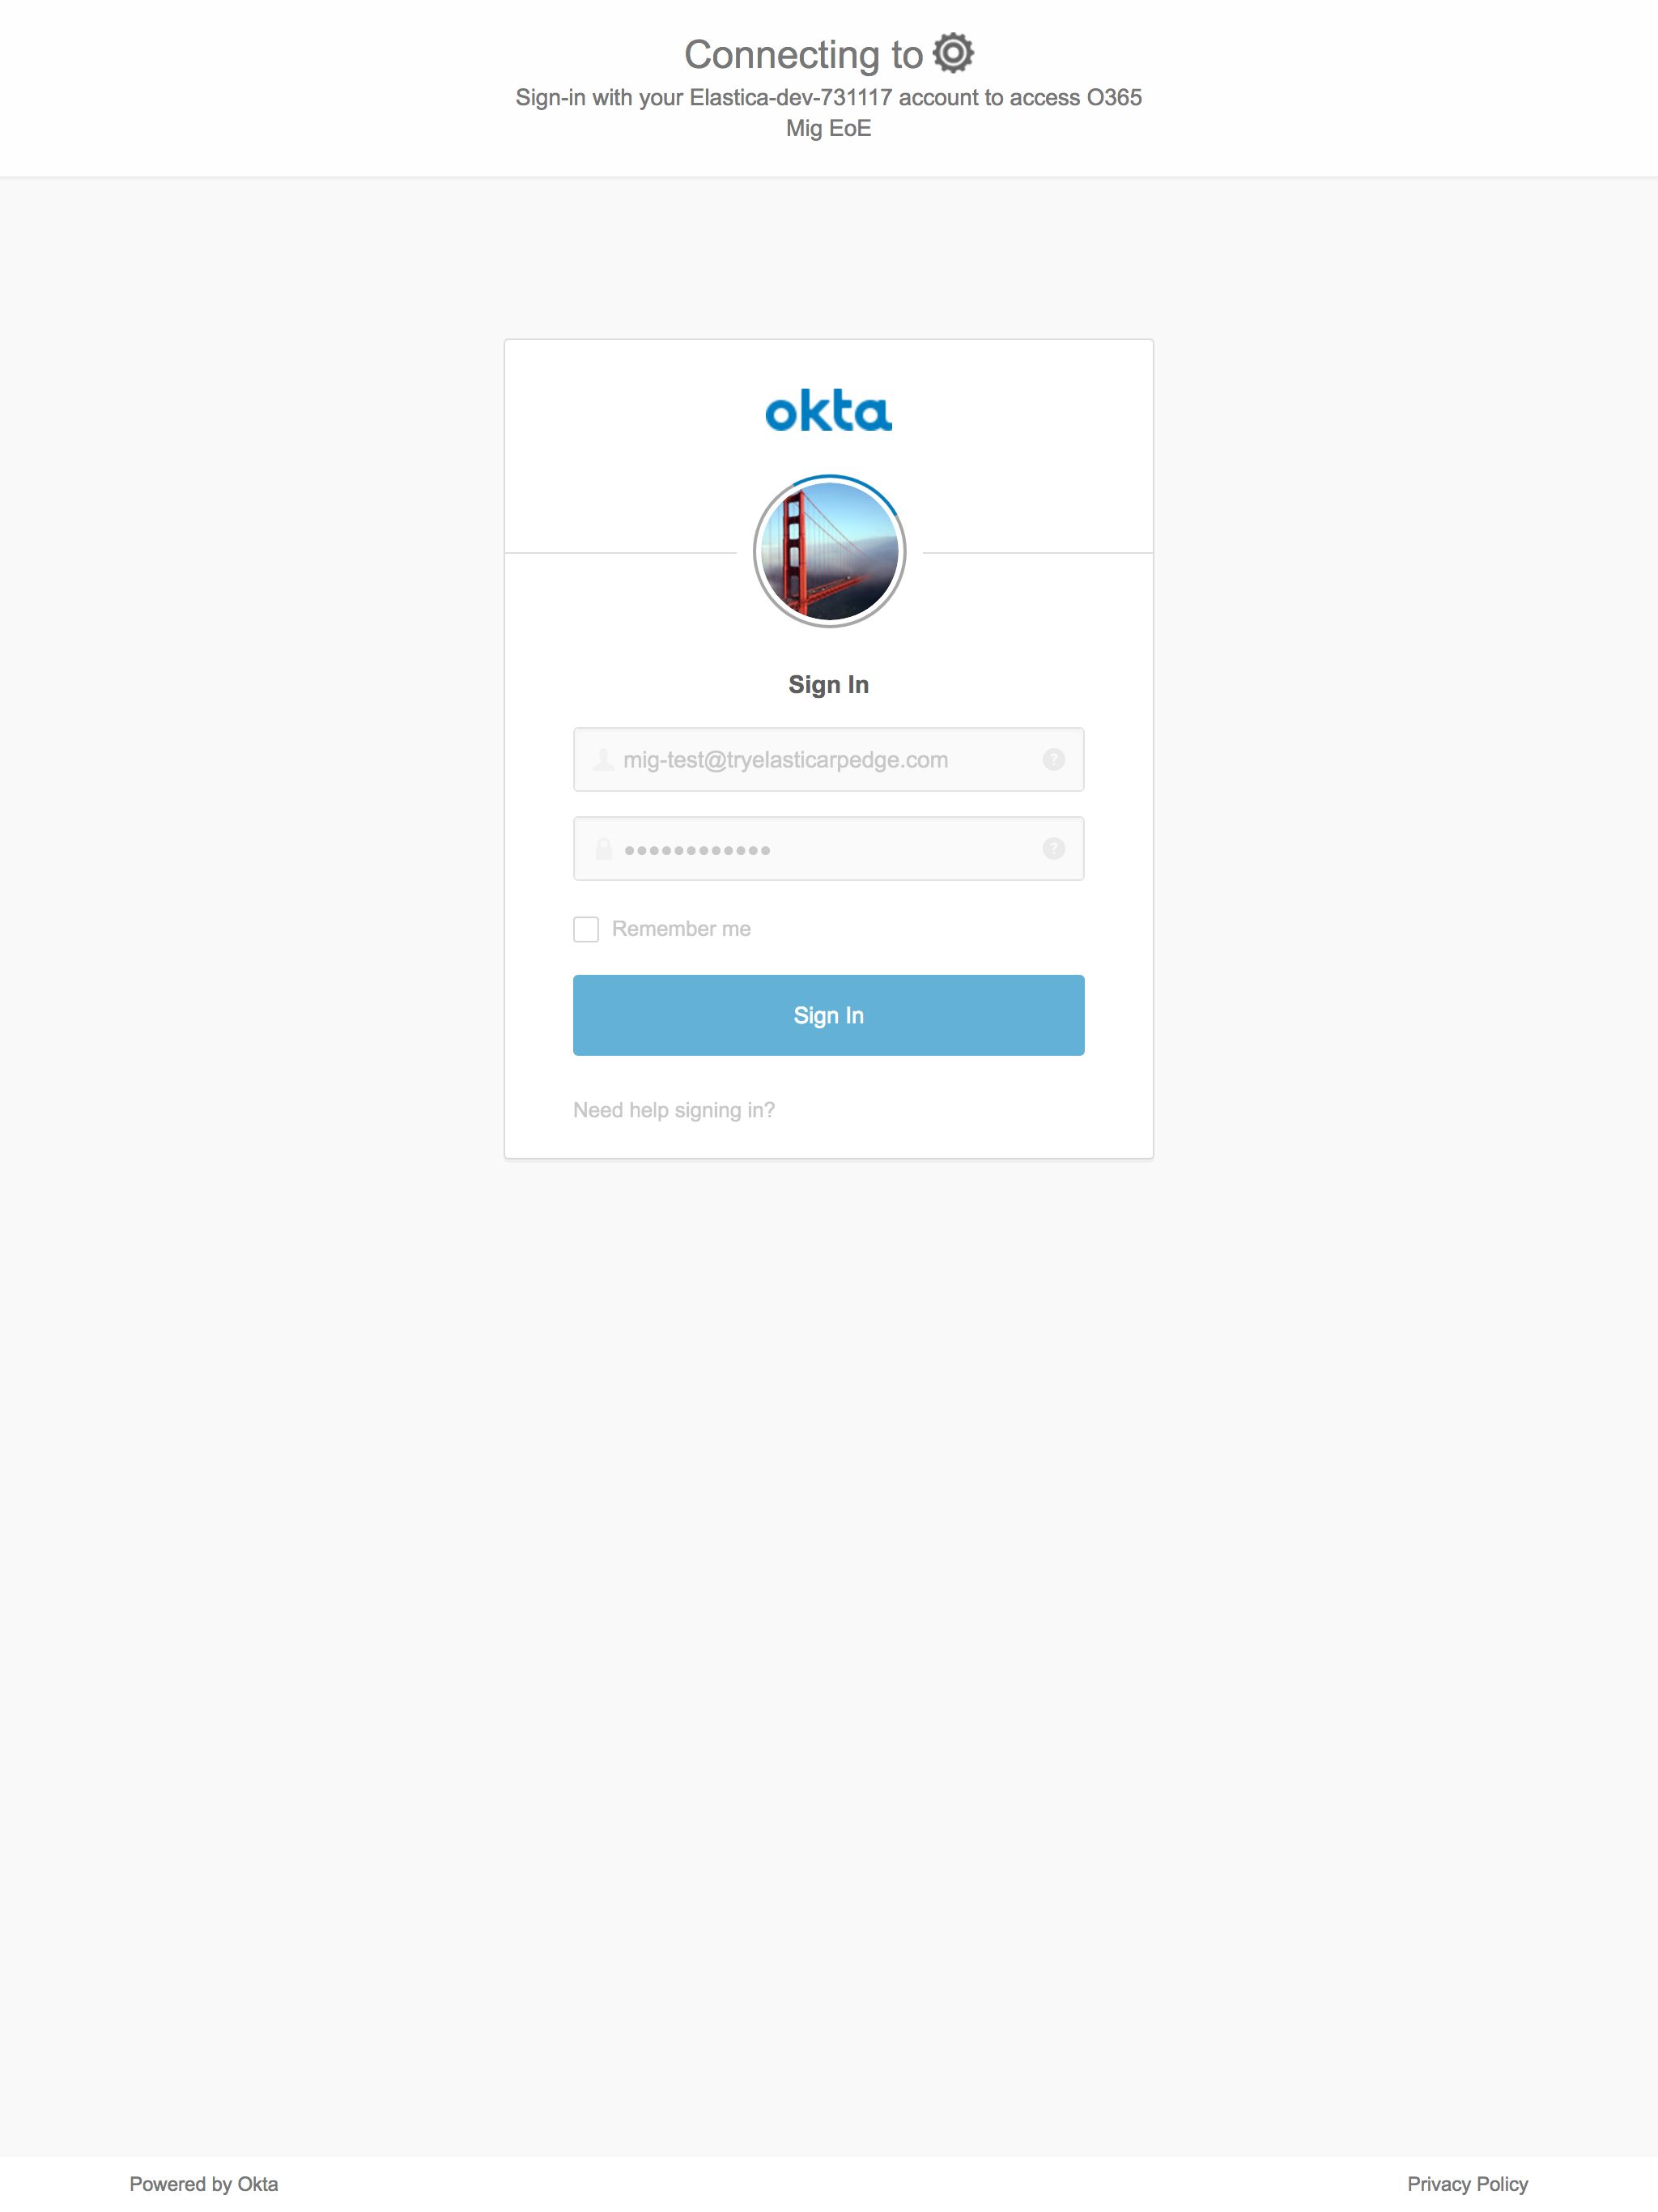 Connecting to
Sign-in with your Elastica-dev-731117 account to access O365
Mig EoE
okta
Sign In
mig-test@tryelasticarpedge.com
?
••••••••••••
?
Remember me
Sign In
Need help signing in?
Powered by Okta
Privacy Policy